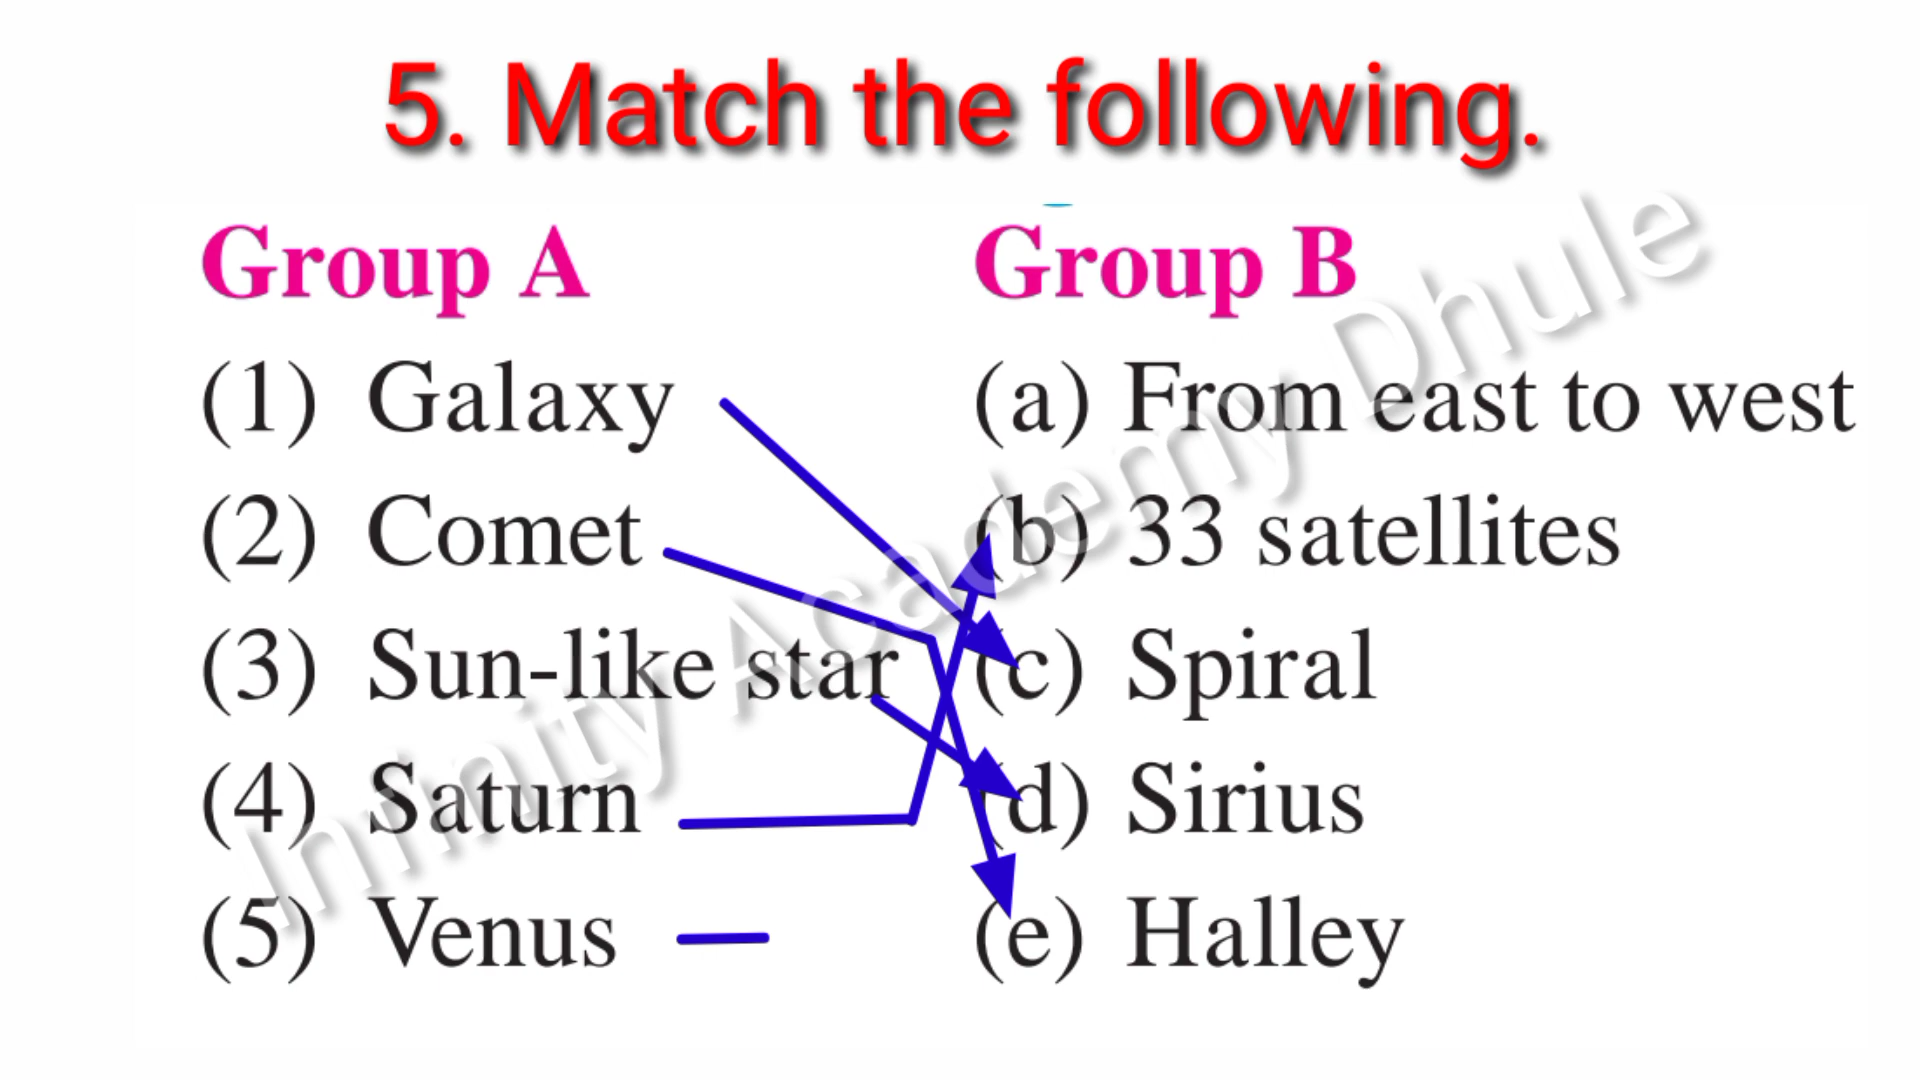 5. Match the following.
Group A Group B
(1) Galaxy (a) From east to west
(2) Comet (b) 33 satellites
(3) Sun-like star (c) Spiral
(4) Saturn (d) Sirius
(5) Venus (e) Halley
Infinity Academy Dhule